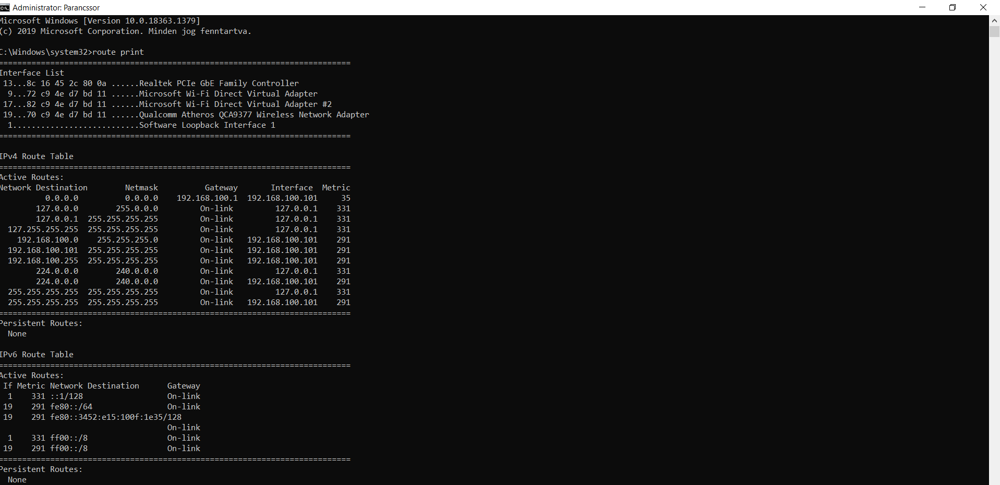 Administrator: Parancssor
Microsoft Windows [Version 10.0.18363.1379]
(c) 2019 Microsoft Corporation. Minden jog fenntartva.
C:\Windows\system32>route print
===========================================================================
Interface List
 13...8c 16 45 2c 80 0a ......Realtek PCIe GbE Family Controller
  9...72 c9 4e d7 bd 11 ......Microsoft Wi-Fi Direct Virtual Adapter
 17...82 c9 4e d7 bd 11 ......Microsoft Wi-Fi Direct Virtual Adapter #2
 19...70 c9 4e d7 bd 11 ......Qualcomm Atheros QCA9377 Wireless Network Adapter
  1...........................Software Loopback Interface 1
===========================================================================
IPv4 Route Table
===========================================================================
Active Routes:
Network Destination        Netmask          Gateway       Interface  Metric
          0.0.0.0          0.0.0.0    192.168.100.1  192.168.100.101     35
        127.0.0.0        255.0.0.0         On-link         127.0.0.1    331
        127.0.0.1  255.255.255.255         On-link         127.0.0.1    331
  127.255.255.255  255.255.255.255         On-link         127.0.0.1    331
    192.168.100.0    255.255.255.0         On-link   192.168.100.101    291
  192.168.100.101  255.255.255.255         On-link   192.168.100.101    291
  192.168.100.255  255.255.255.255         On-link   192.168.100.101    291
        224.0.0.0        240.0.0.0         On-link         127.0.0.1    331
        224.0.0.0        240.0.0.0         On-link   192.168.100.101    291
  255.255.255.255  255.255.255.255         On-link         127.0.0.1    331
  255.255.255.255  255.255.255.255         On-link   192.168.100.101    291
===========================================================================
Persistent Routes:
  None
IPv6 Route Table
===========================================================================
Active Routes:
 If Metric Network Destination      Gateway
  1    331 ::1/128                  On-link
 19    291 fe80::/64                On-link
 19    291 fe80::3452:e15:100f:1e35/128
                                    On-link
  1    331 ff00::/8                 On-link
 19    291 ff00::/8                 On-link
===========================================================================
Persistent Routes:
  None